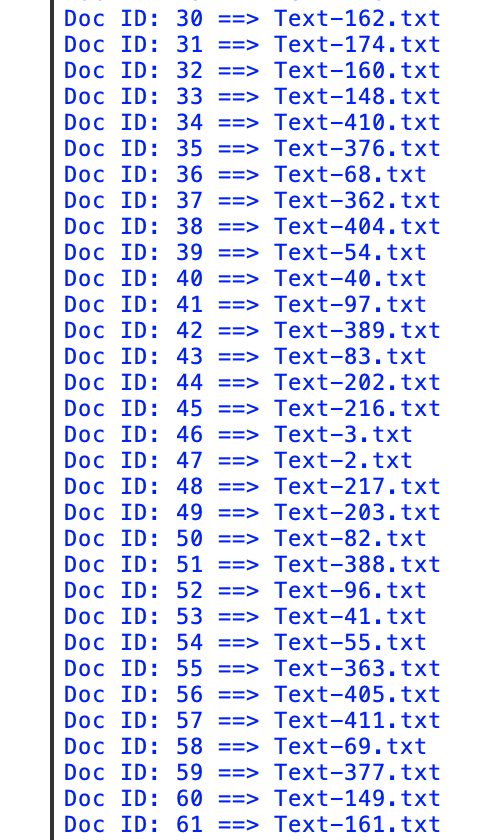 Doc ID: 30 ==> Text-162.txt
Doc ID: 31 ==> Text-174.txt
Doc ID: 32 ==> Text-160.txt
Doc ID: 33 ==> Text-148.txt
Doc ID: 34 ==> Text-410.txt
Doc ID: 35 ==> Text-376.txt
Doc ID: 36 ==> Text-68.txt
Doc ID: 37 ==> Text-362.txt
Doc ID: 38 ==> Text-404.txt
Doc ID: 39 ==> Text-54.txt
Doc ID: 40 ==> Text-40.txt
Doc ID: 41 ==> Text-97.txt
Doc ID: 42 ==> Text-389.txt
Doc ID: 43 ==> Text-83.txt
Doc ID: 44 ==> Text-202.txt
Doc ID: 45 ==> Text-216.txt
Doc ID: 46 ==> Text-3.txt
Doc ID: 47 ==> Text-2.txt
Doc ID: 48 ==> Text-217.txt
Doc ID: 49 ==> Text-203.txt
Doc ID: 50 ==> Text-82.txt
Doc ID: 51 ==> Text-388.txt
Doc ID: 52 ==> Text-96.txt
Doc ID: 53 ==> Text-41.txt
Doc ID: 54 ==> Text-55.txt
Doc ID: 55 ==> Text-363.txt
Doc ID: 56 ==> Text-405.txt
Doc ID: 57 ==> Text-411.txt
Doc ID: 58 ==> Text-69.txt
Doc ID: 59 ==> Text-377.txt
Doc ID: 60 ==> Text-149.txt
Doc ID: 61 ==> Text-161.txt